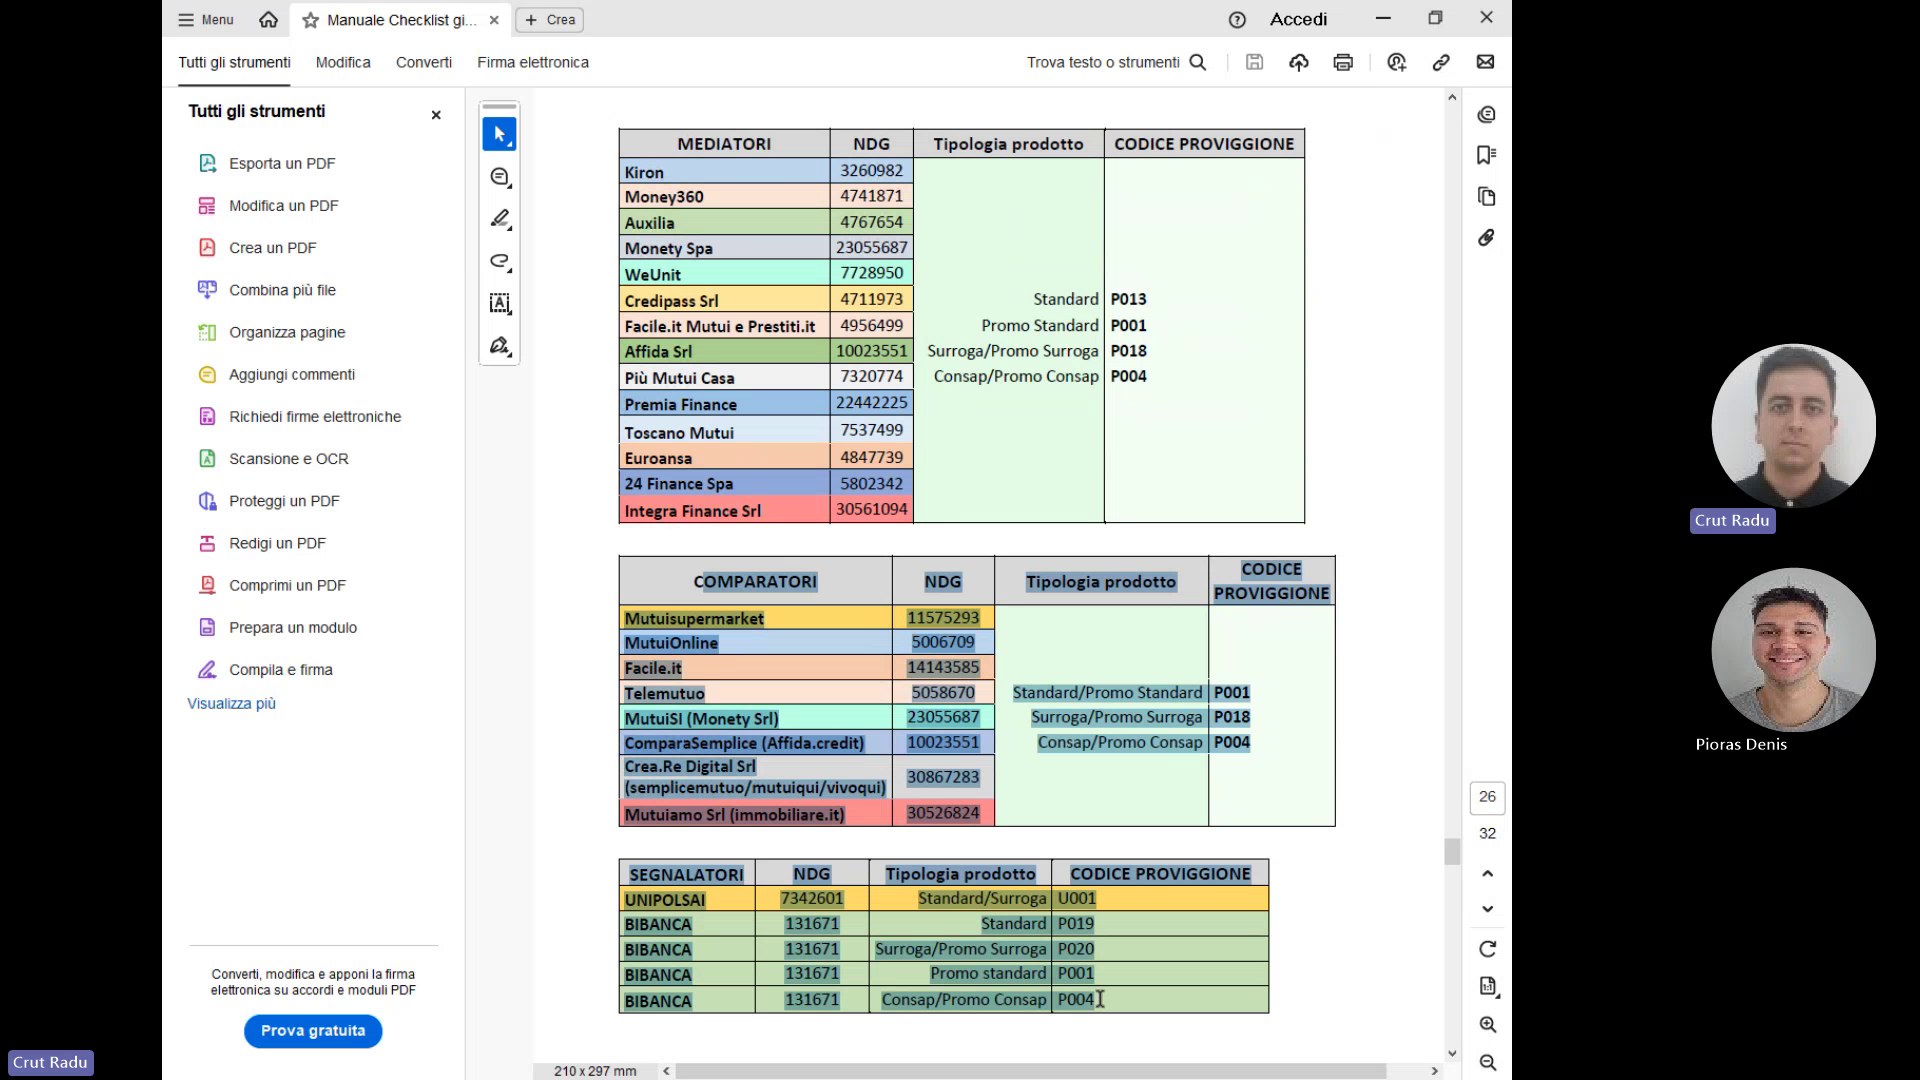 Menu
Manuale Checklist gi...
Crea
Accedi
Tutti gli strumenti
Modifica
Converti
Firma elettronica
Trova testo o strumenti
Tutti gli strumenti
Esporta un PDF
Modifica un PDF
Crea un PDF
Combina più file
Organizza pagine
Aggiungi commenti
Richiedi firme elettroniche
Scansione e OCR
Proteggi un PDF
Redigi un PDF
Comprimi un PDF
Prepara un modulo
Compila e firma
Visualizza più
Converti, modifica e apponi la firma
elettronica su accordi e moduli PDF
Prova gratuita
MEDIATORI NDG Tipologia prodotto CODICE PROVIGGIONE
Kiron 3260982
Money360 4741871
Auxilia 4767654
Monety Spa 23055687
WeUnit 7728950
Credipass Srl 4711973 Standard P013
Facile.it Mutui e Prestiti.it 4956499 Promo Standard P001
Affida Srl 10023551 Surroga/Promo Surroga P018
Più Mutui Casa 7320774 Consap/Promo Consap P004
Premia Finance 22442225
Toscano Mutui 7537499
Euroansa 4847739
24 Finance Spa 5802342
Integra Finance Srl 30561094
COMPARATORI NDG Tipologia prodotto CODICE
PROVIGGIONE
Mutuisupermarket 11575293
MutuiOnline 5006709
Facile.it 14143585
Telemutuo 5058670 Standard/Promo Standard P001
MutuiSI (Monety Srl) 23055687 Surroga/Promo Surroga P018
ComparaSemplice (Affida.credit) 10023551 Consap/Promo Consap P004
Crea.Re Digital Srl
(semplicemutuo/mutuiqui/vivoqui) 30867283
Mutuiamo Srl (immobiliare.it) 30526824
SEGNALATORI NDG Tipologia prodotto CODICE PROVIGGIONE
UNIPOLSAI 7342601 Standard/Surroga U001
BIBANCA 131671 Standard P019
BIBANCA 131671 Surroga/Promo Surroga P020
BIBANCA 131671 Promo standard P001
BIBANCA 131671 Consap/Promo Consap P004
210 x 297 mm
26
32
Crut Radu
Pioras Denis
Crut Radu